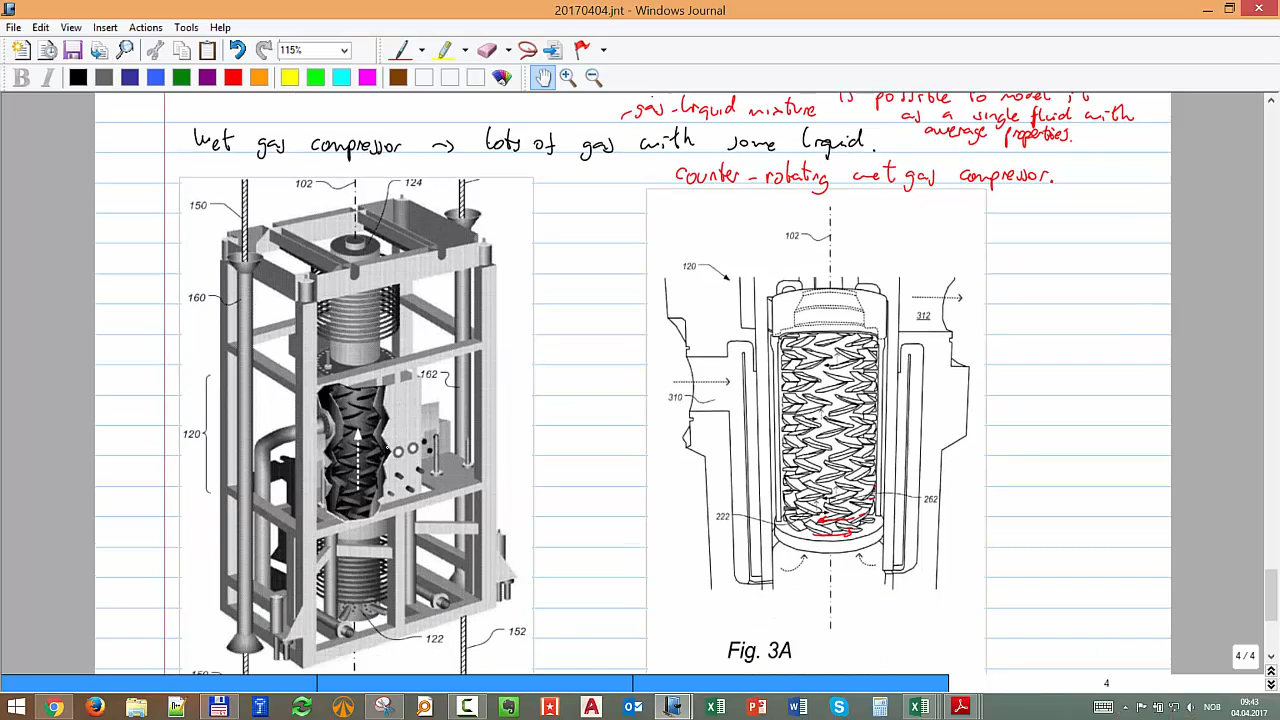 20170404.jnt - Windows Journal
File Edit View Insert Actions Tools Help
115%
B I
-gas-liquid mixture is possible to model it
as a single fluid with
average properties.
Wet gas compressor → lots of gas with some liquid.
counter-rotating wet gas compressor.
102
124
150
160
162
120
122
152
150
102
120
312
310
262
222
Fig. 3A
4 / 4
4
NOR
09:43
04.04.2017